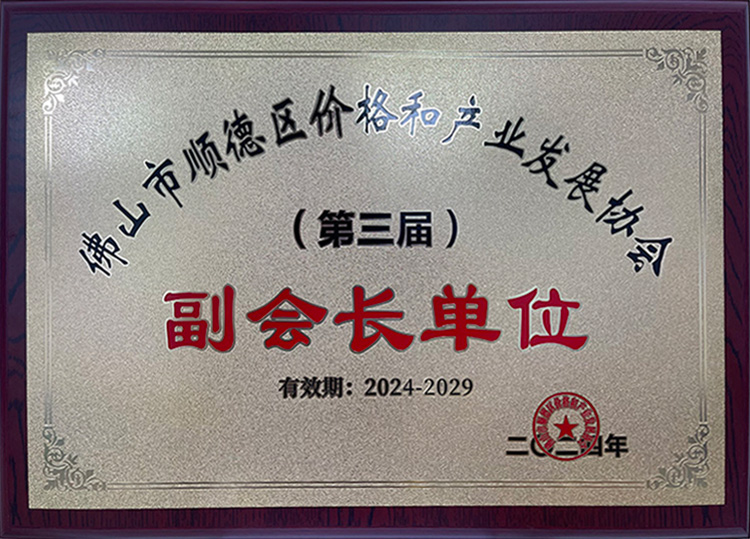 佛山市顺德区价格和产业发展协会
（第三届）
副会长单位
有效期：2024-2029
二〇二四年